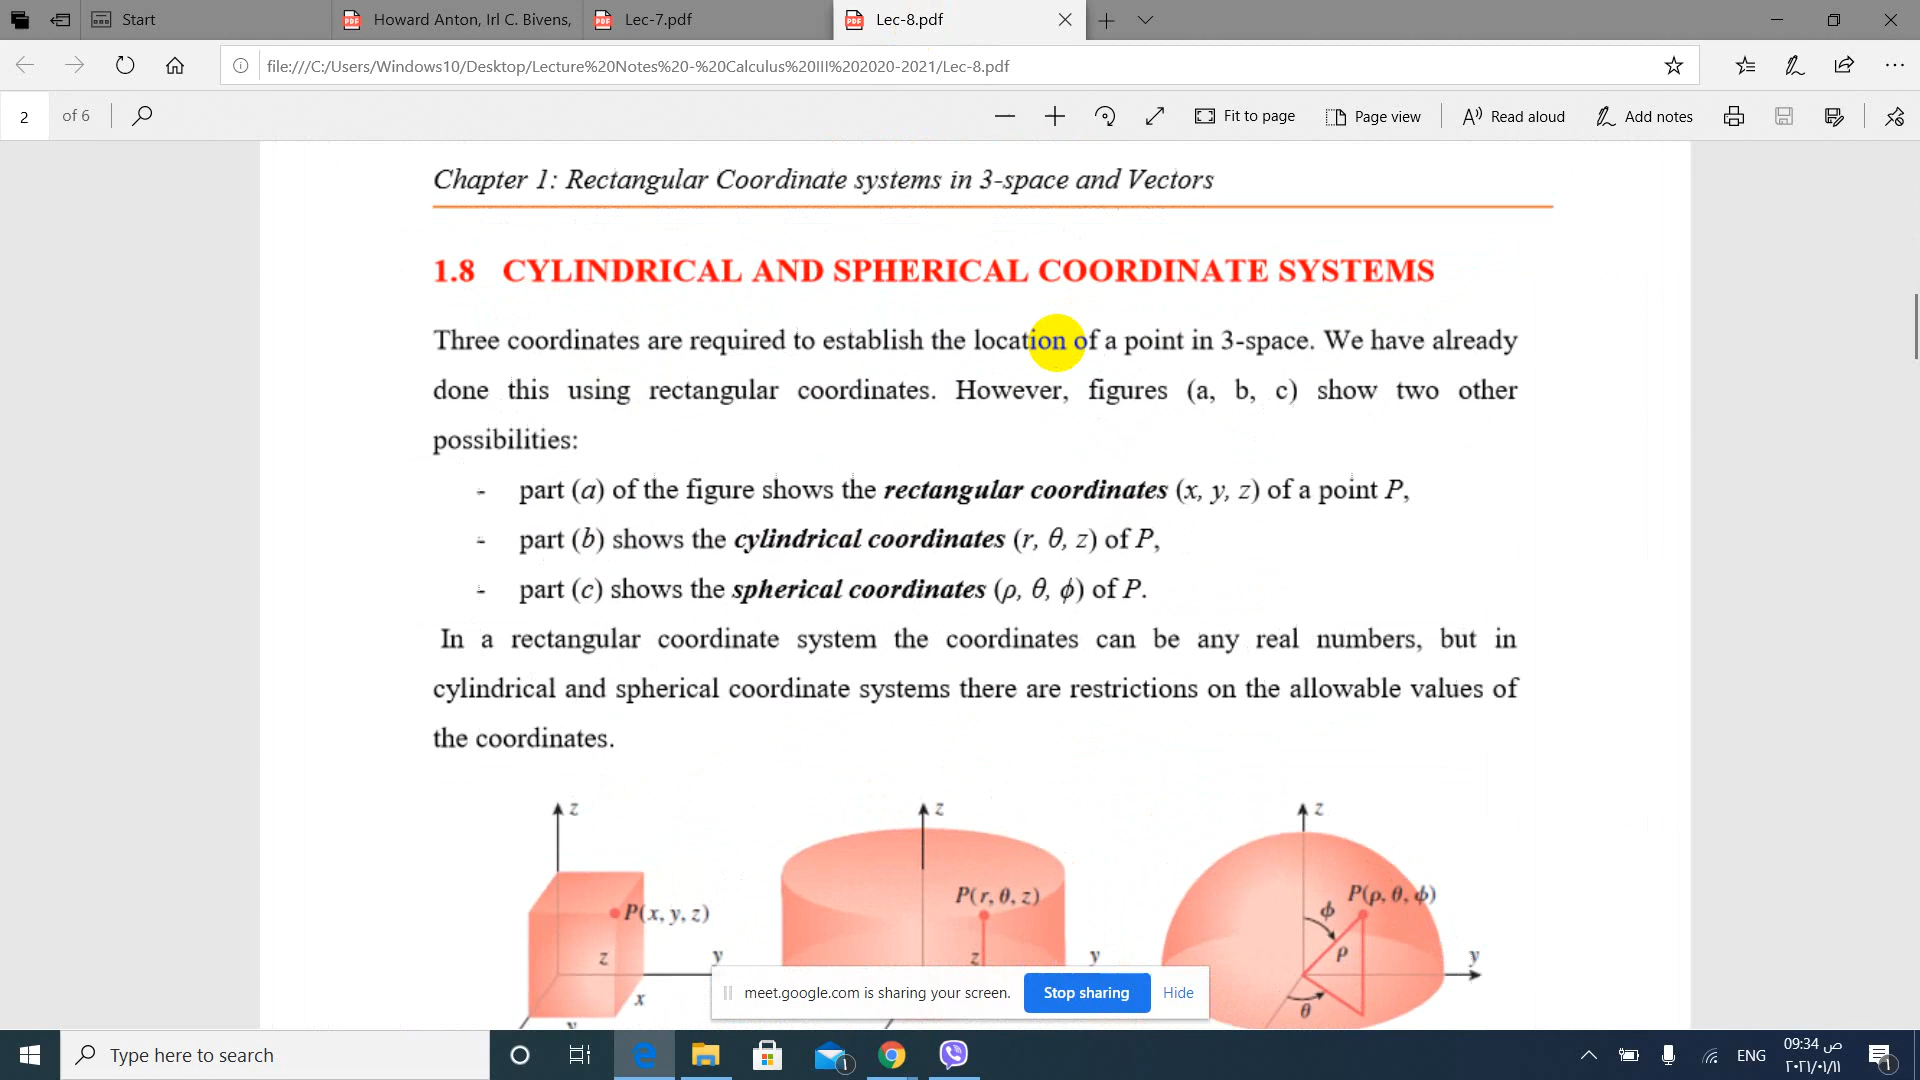 Start
Howard Anton, Irl C. Bivens,
Lec-7.pdf
Lec-8.pdf
file:///C:/Users/Windows10/Desktop/Lecture%20Notes%20-%20Calculus%20III%202020-2021/Lec-8.pdf
2 of 6
Fit to page
Page view
Read aloud
Add notes
Chapter 1: Rectangular Coordinate systems in 3-space and Vectors
1.8 CYLINDRICAL AND SPHERICAL COORDINATE SYSTEMS
Three coordinates are required to establish the location of a point in 3-space. We have already
done this using rectangular coordinates. However, figures (a, b, c) show two other
possibilities:
- part (a) of the figure shows the rectangular coordinates (x, y, z) of a point P,
- part (b) shows the cylindrical coordinates (r, θ, z) of P,
- part (c) shows the spherical coordinates (ρ, θ, ϕ) of P.
In a rectangular coordinate system the coordinates can be any real numbers, but in
cylindrical and spherical coordinate systems there are restrictions on the allowable values of
the coordinates.
z
P(x, y, z)
z
y
x
y
z
P(r, θ, z)
z
y
z
P(ρ, θ, ϕ)
ϕ
ρ
y
θ
meet.google.com is sharing your screen.
Stop sharing
Hide
Type here to search
١
ENG
09:34 ص
٢٠٢١/٠١/١١
١